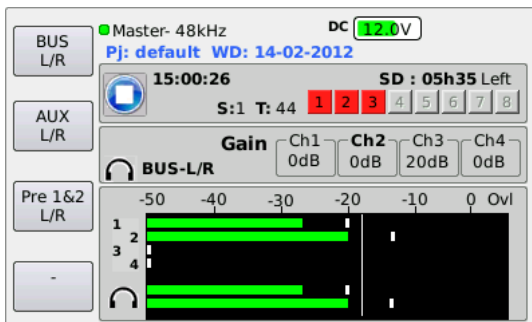 BUS
L/R
AUX
L/R
Pre 1&2
L/R
-
Master- 48kHz DC 12.0V
Pj: default WD: 14-02-2012
15:00:26 SD : 05h35 Left
S:1 T: 44 1 2 3 4 5 6 7 8
Gain Ch1 Ch2 Ch3 Ch4
BUS-L/R 0dB 0dB 20dB 0dB
-50 -40 -30 -20 -10 0 Ovl
1
2
3
4